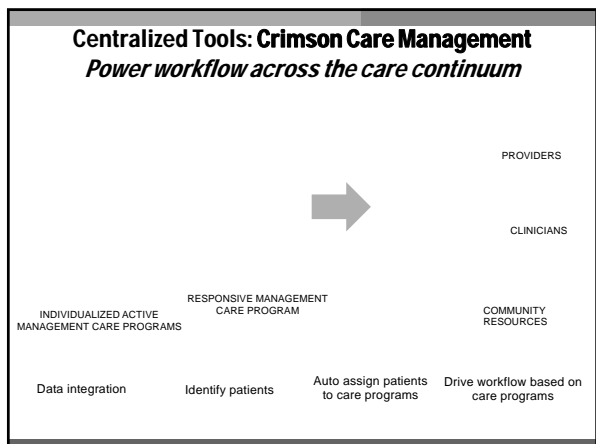 Centralized Tools: Crimson Care Management
Power workflow across the care continuum
PROVIDERS
CLINICIANS
INDIVIDUALIZED ACTIVE
MANAGEMENT CARE PROGRAMS
RESPONSIVE MANAGEMENT
CARE PROGRAM
COMMUNITY
RESOURCES
Data integration
Identify patients
Auto assign patients
to care programs
Drive workflow based on
care programs